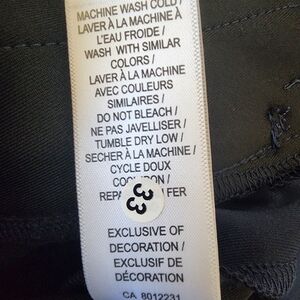 MACHINE WASH COLD /
LAVER À LA MACHINE À
L'EAU FROIDE /
WASH WITH SIMILAR
COLORS /
LAVER À LA MACHINE
AVEC COULEURS
SIMILAIRES /
DO NOT BLEACH /
NE PAS JAVELLISER /
TUMBLE DRY LOW /
SECHER À LA MACHINE /
CYCLE DOUX
33
FER
EXCLUSIVE OF
DECORATION /
EXCLUSIF DE
DÉCORATION
CA 8012231